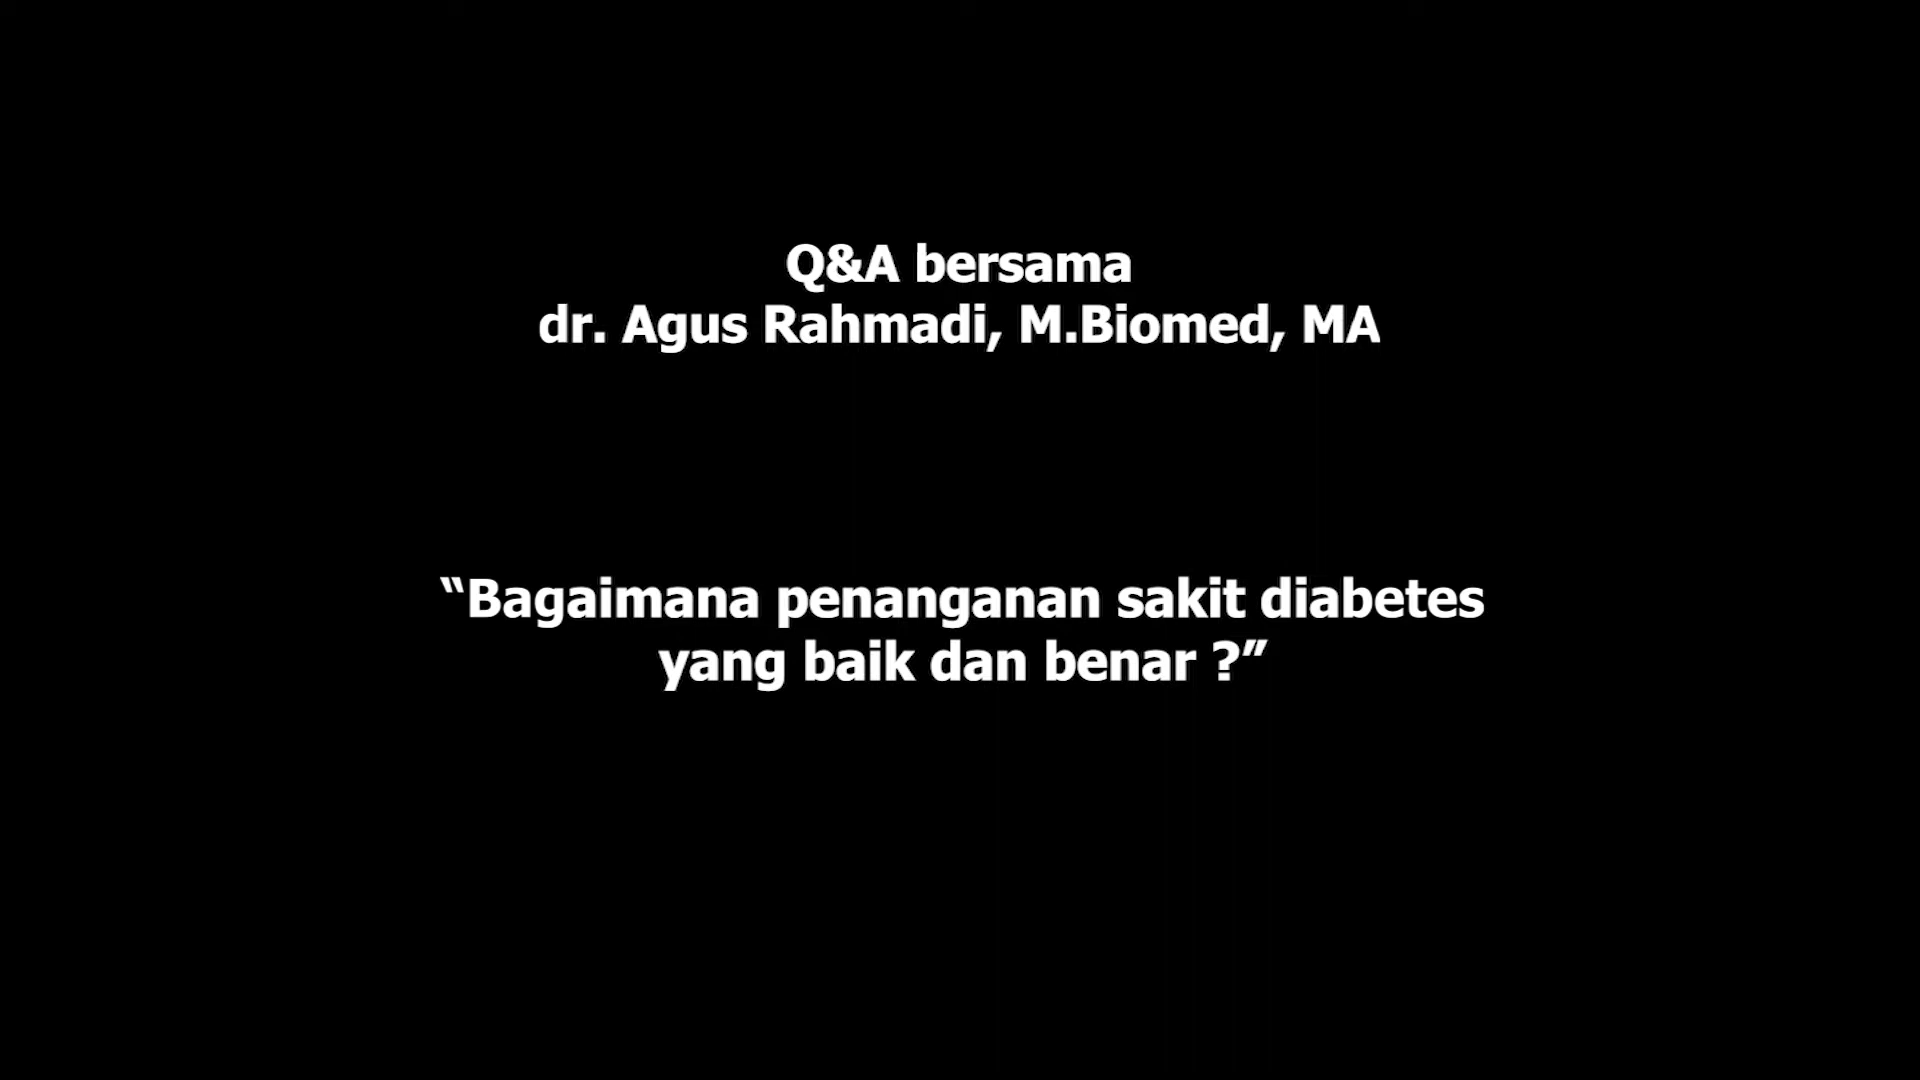 Q&A bersama
dr. Agus Rahmadi, M.Biomed, MA
“Bagaimana penanganan sakit diabetes
yang baik dan benar ?”